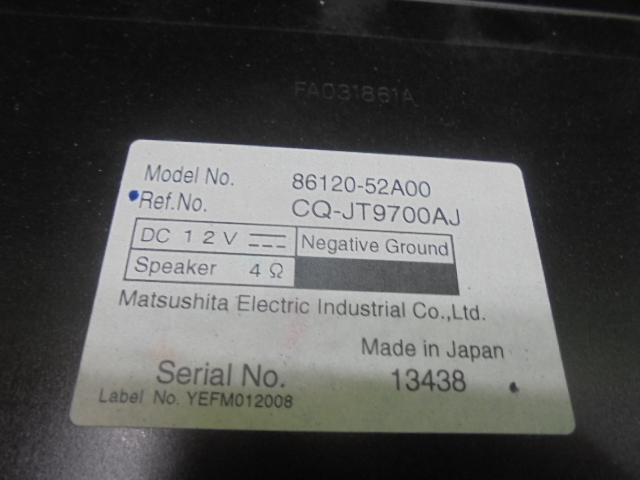 FA031861A
Model No. 86120-52A00
Ref.No. CQ-JT9700AJ
DC 12V Negative Ground
Speaker 4Ω
Matsushita Electric Industrial Co.,Ltd.
Made in Japan
Serial No. 13438
Label No. YEFM012008